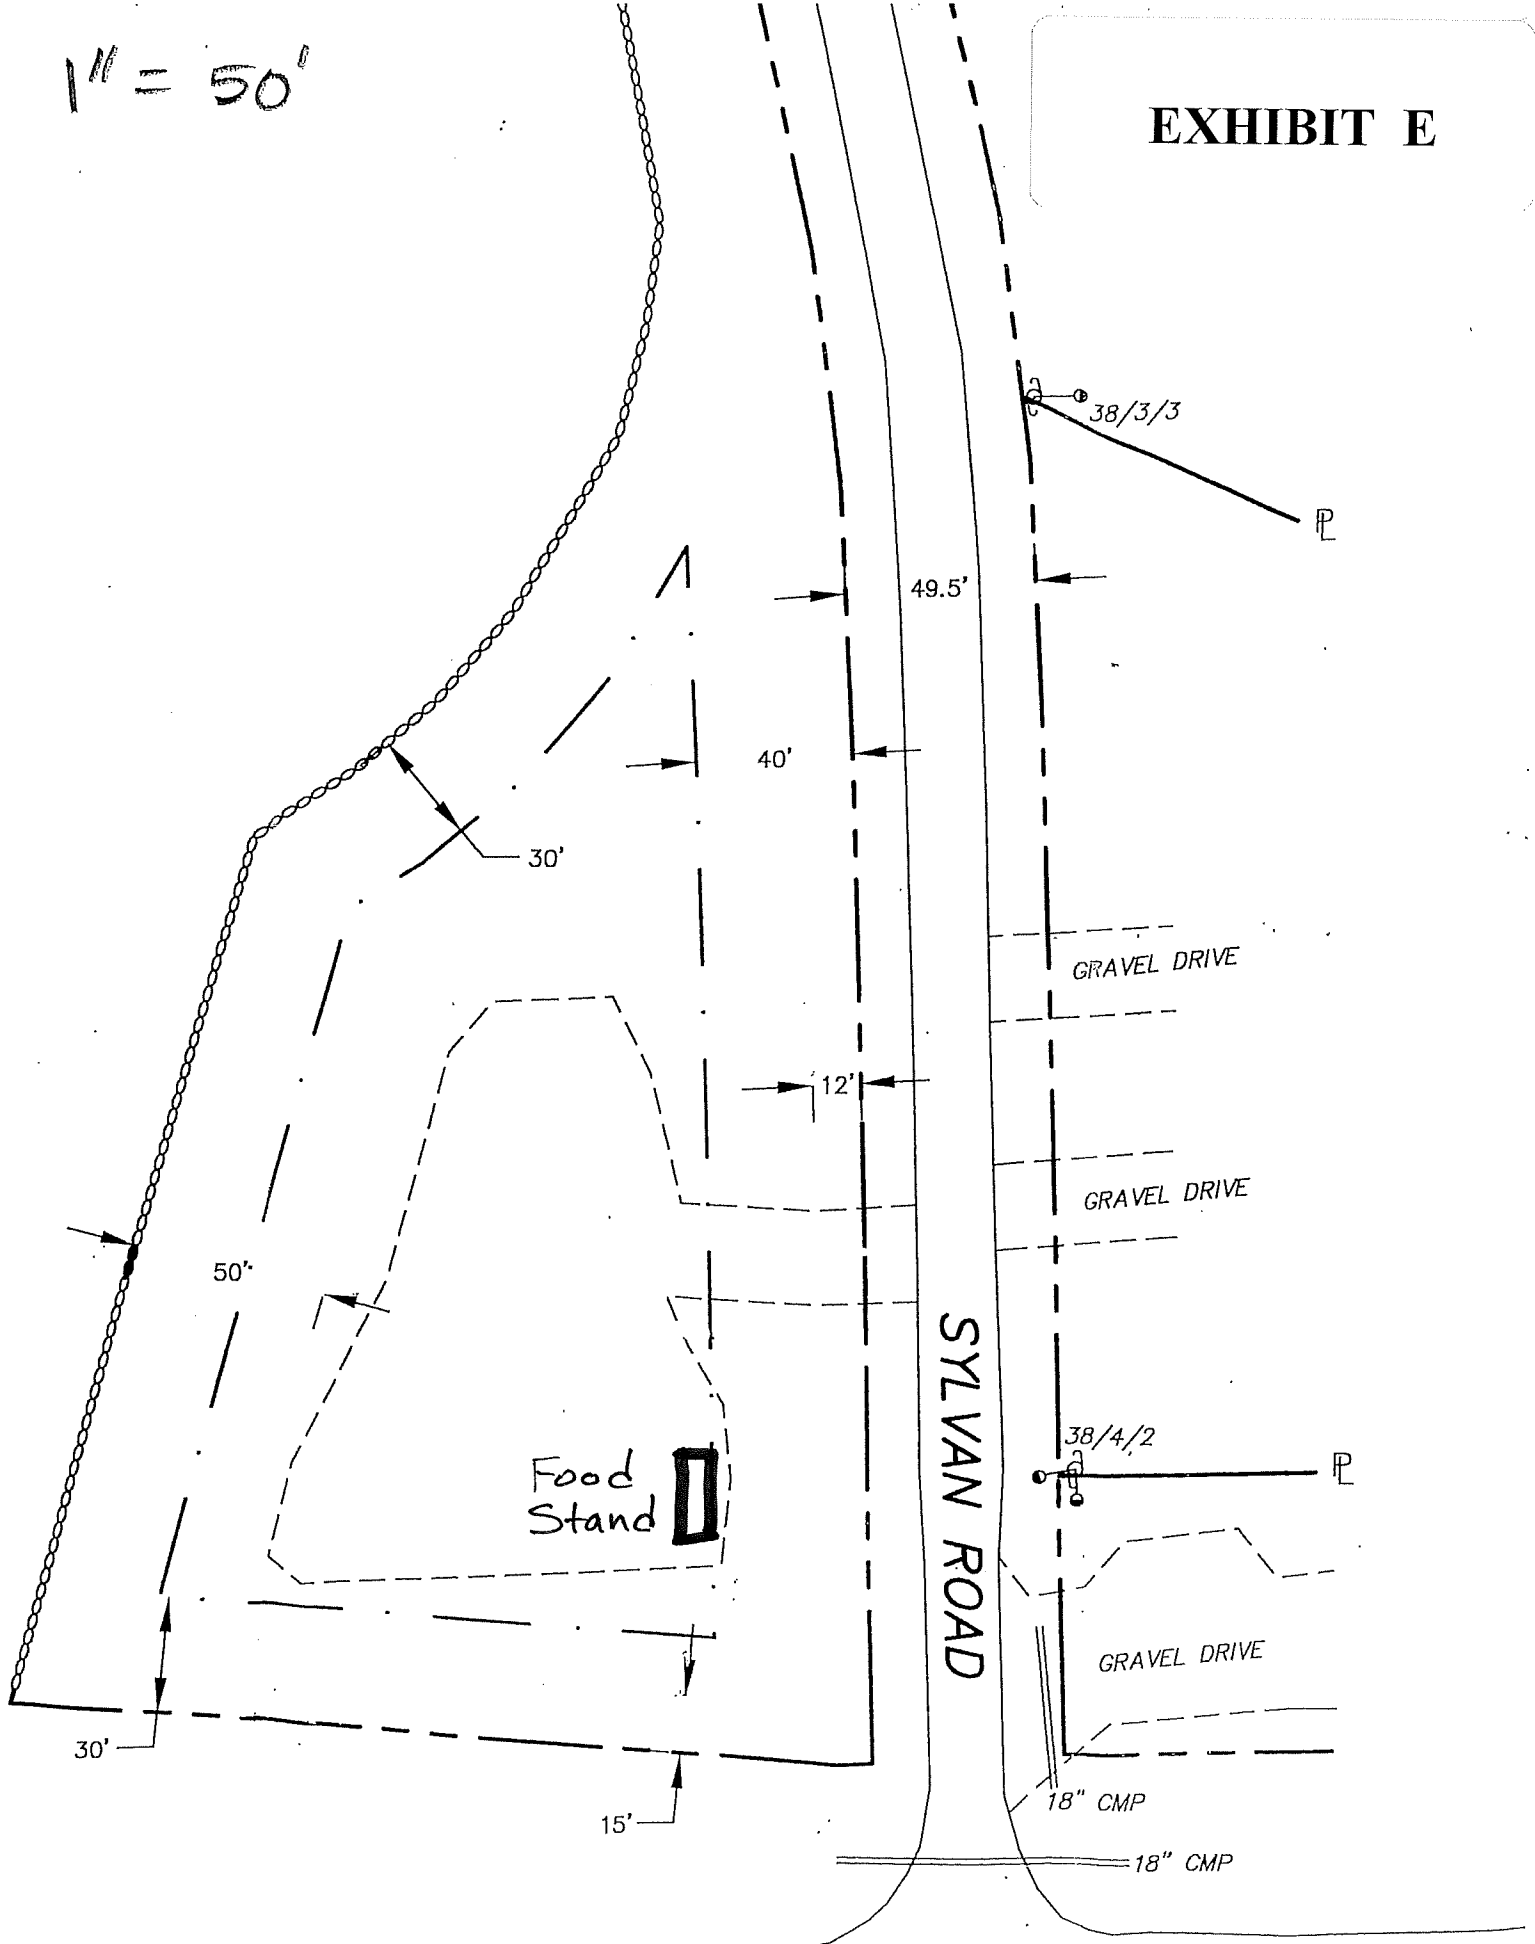 1" = 50'
EXHIBIT E
38/3/3
PL
49.5'
40'
30'
GRAVEL DRIVE
12'
GRAVEL DRIVE
50'
SYLVAN ROAD
38/4/2
PL
Food
Stand
GRAVEL DRIVE
30'
15'
18" CMP
18" CMP